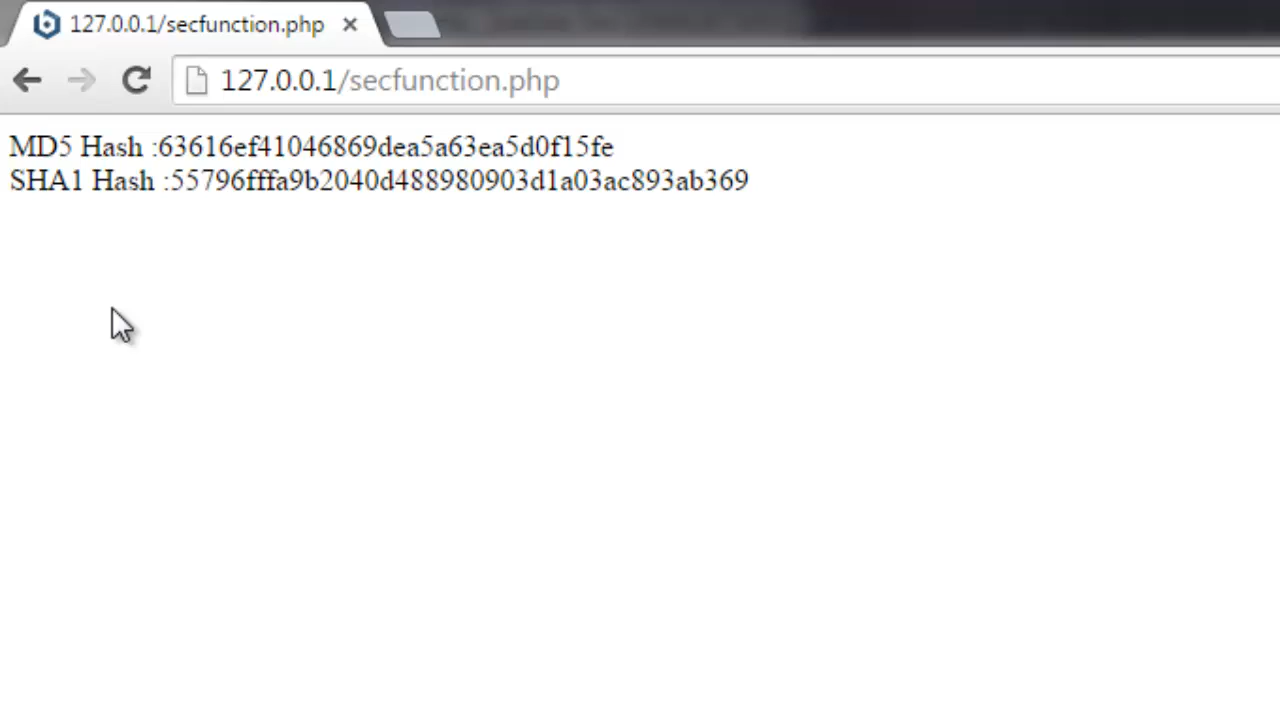 127.0.0.1/secfunction.php
127.0.0.1/secfunction.php
MD5 Hash :63616ef41046869dea5a63ea5d0f15fe
SHA1 Hash :55796fffa9b2040d488980903d1a03ac893ab369